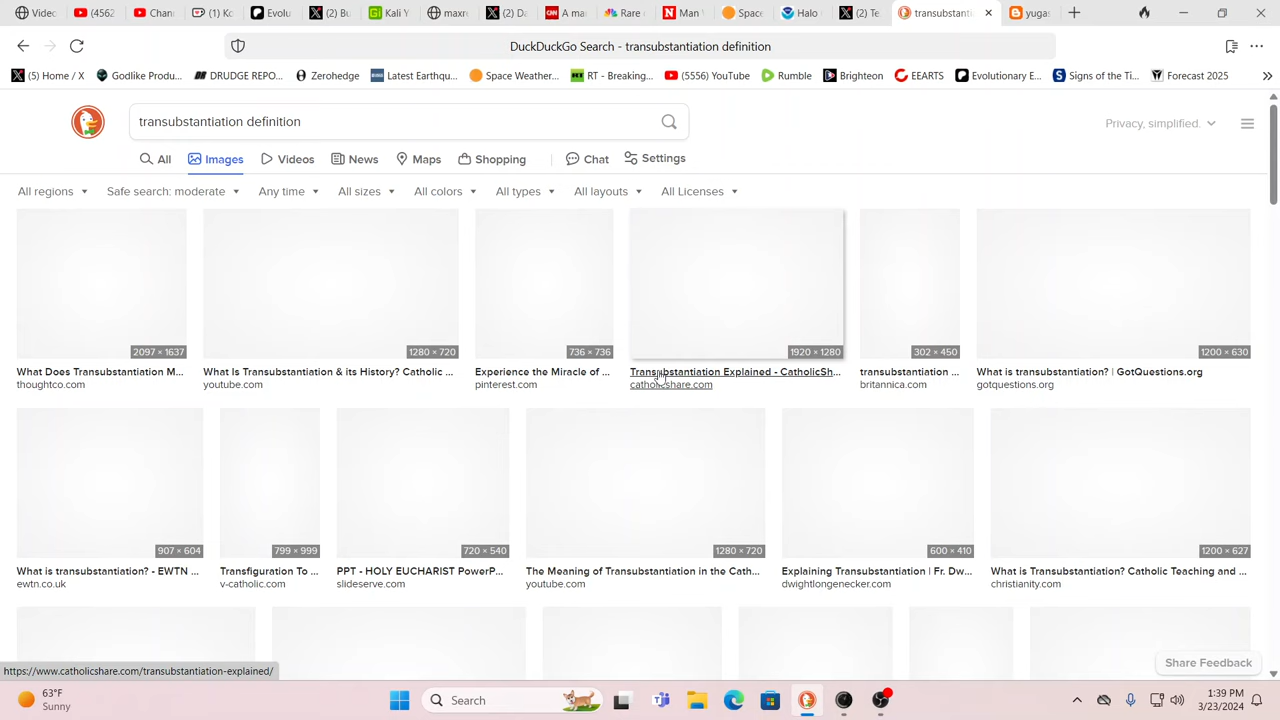 Video
(4562
Chan
Ko
Evolu
Bu
Kali Y
maxre
Da
A ma
Rare
Man
Space
Halo
Te
transubstanti
yugas
DuckDuckGo Search - transubstantiation definition
(5) Home / X
Godlike Produ...
DRUDGE REPO...
Zerohedge
Latest Earthqu...
Space Weather...
RT - Breaking...
(5556) YouTube
Rumble
Brighteon
EEARTS
Evolutionary E...
Signs of the Ti...
Forecast 2025
transubstantiation definition
Privacy, simplified.
All
Images
Videos
News
Maps
Shopping
Chat
Settings
All regions
Safe search: moderate
Any time
All sizes
All colors
All types
All layouts
All Licenses
2097 × 1637
1280 × 720
736 × 736
1920 × 1280
302 × 450
1200 × 630
What Does Transubstantiation M...
What Is Transubstantiation & its History? Catholic ...
Experience the Miracle of ...
Transubstantiation Explained - CatholicSh...
transubstantiation ...
What is transubstantiation? | GotQuestions.org
thoughtco.com
youtube.com
pinterest.com
catholicshare.com
britannica.com
gotquestions.org
907 × 604
799 × 999
720 × 540
1280 × 720
600 × 410
1200 × 627
What is transubstantiation? - EWTN ...
Transfiguration To ...
PPT - HOLY EUCHARIST PowerP...
The Meaning of Transubstantiation in the Cath...
Explaining Transubstantiation | Fr. Dw...
What is Transubstantiation? Catholic Teaching and ...
ewtn.co.uk
v-catholic.com
slideserve.com
youtube.com
dwightlongenecker.com
christianity.com
Share Feedback
https://www.catholicshare.com/transubstantiation-explained/
63°F
Sunny
Search
1:39 PM
3/23/2024